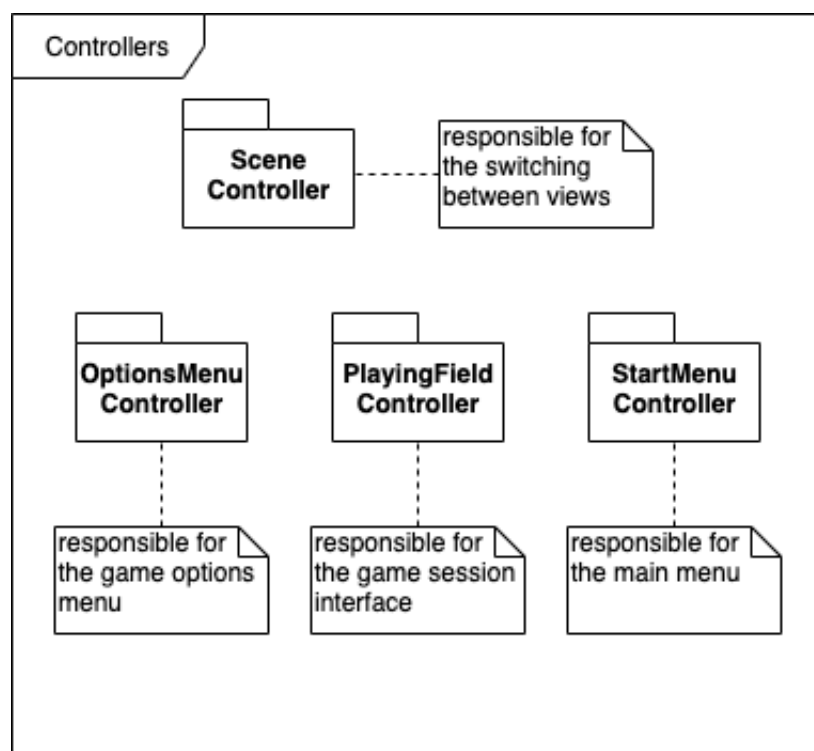 Controllers
Scene
Controller
responsible for
the switching
between views
OptionsMenu
Controller
PlayingField
Controller
StartMenu
Controller
responsible for
the game options
menu
responsible for
the game session
interface
responsible for
the main menu